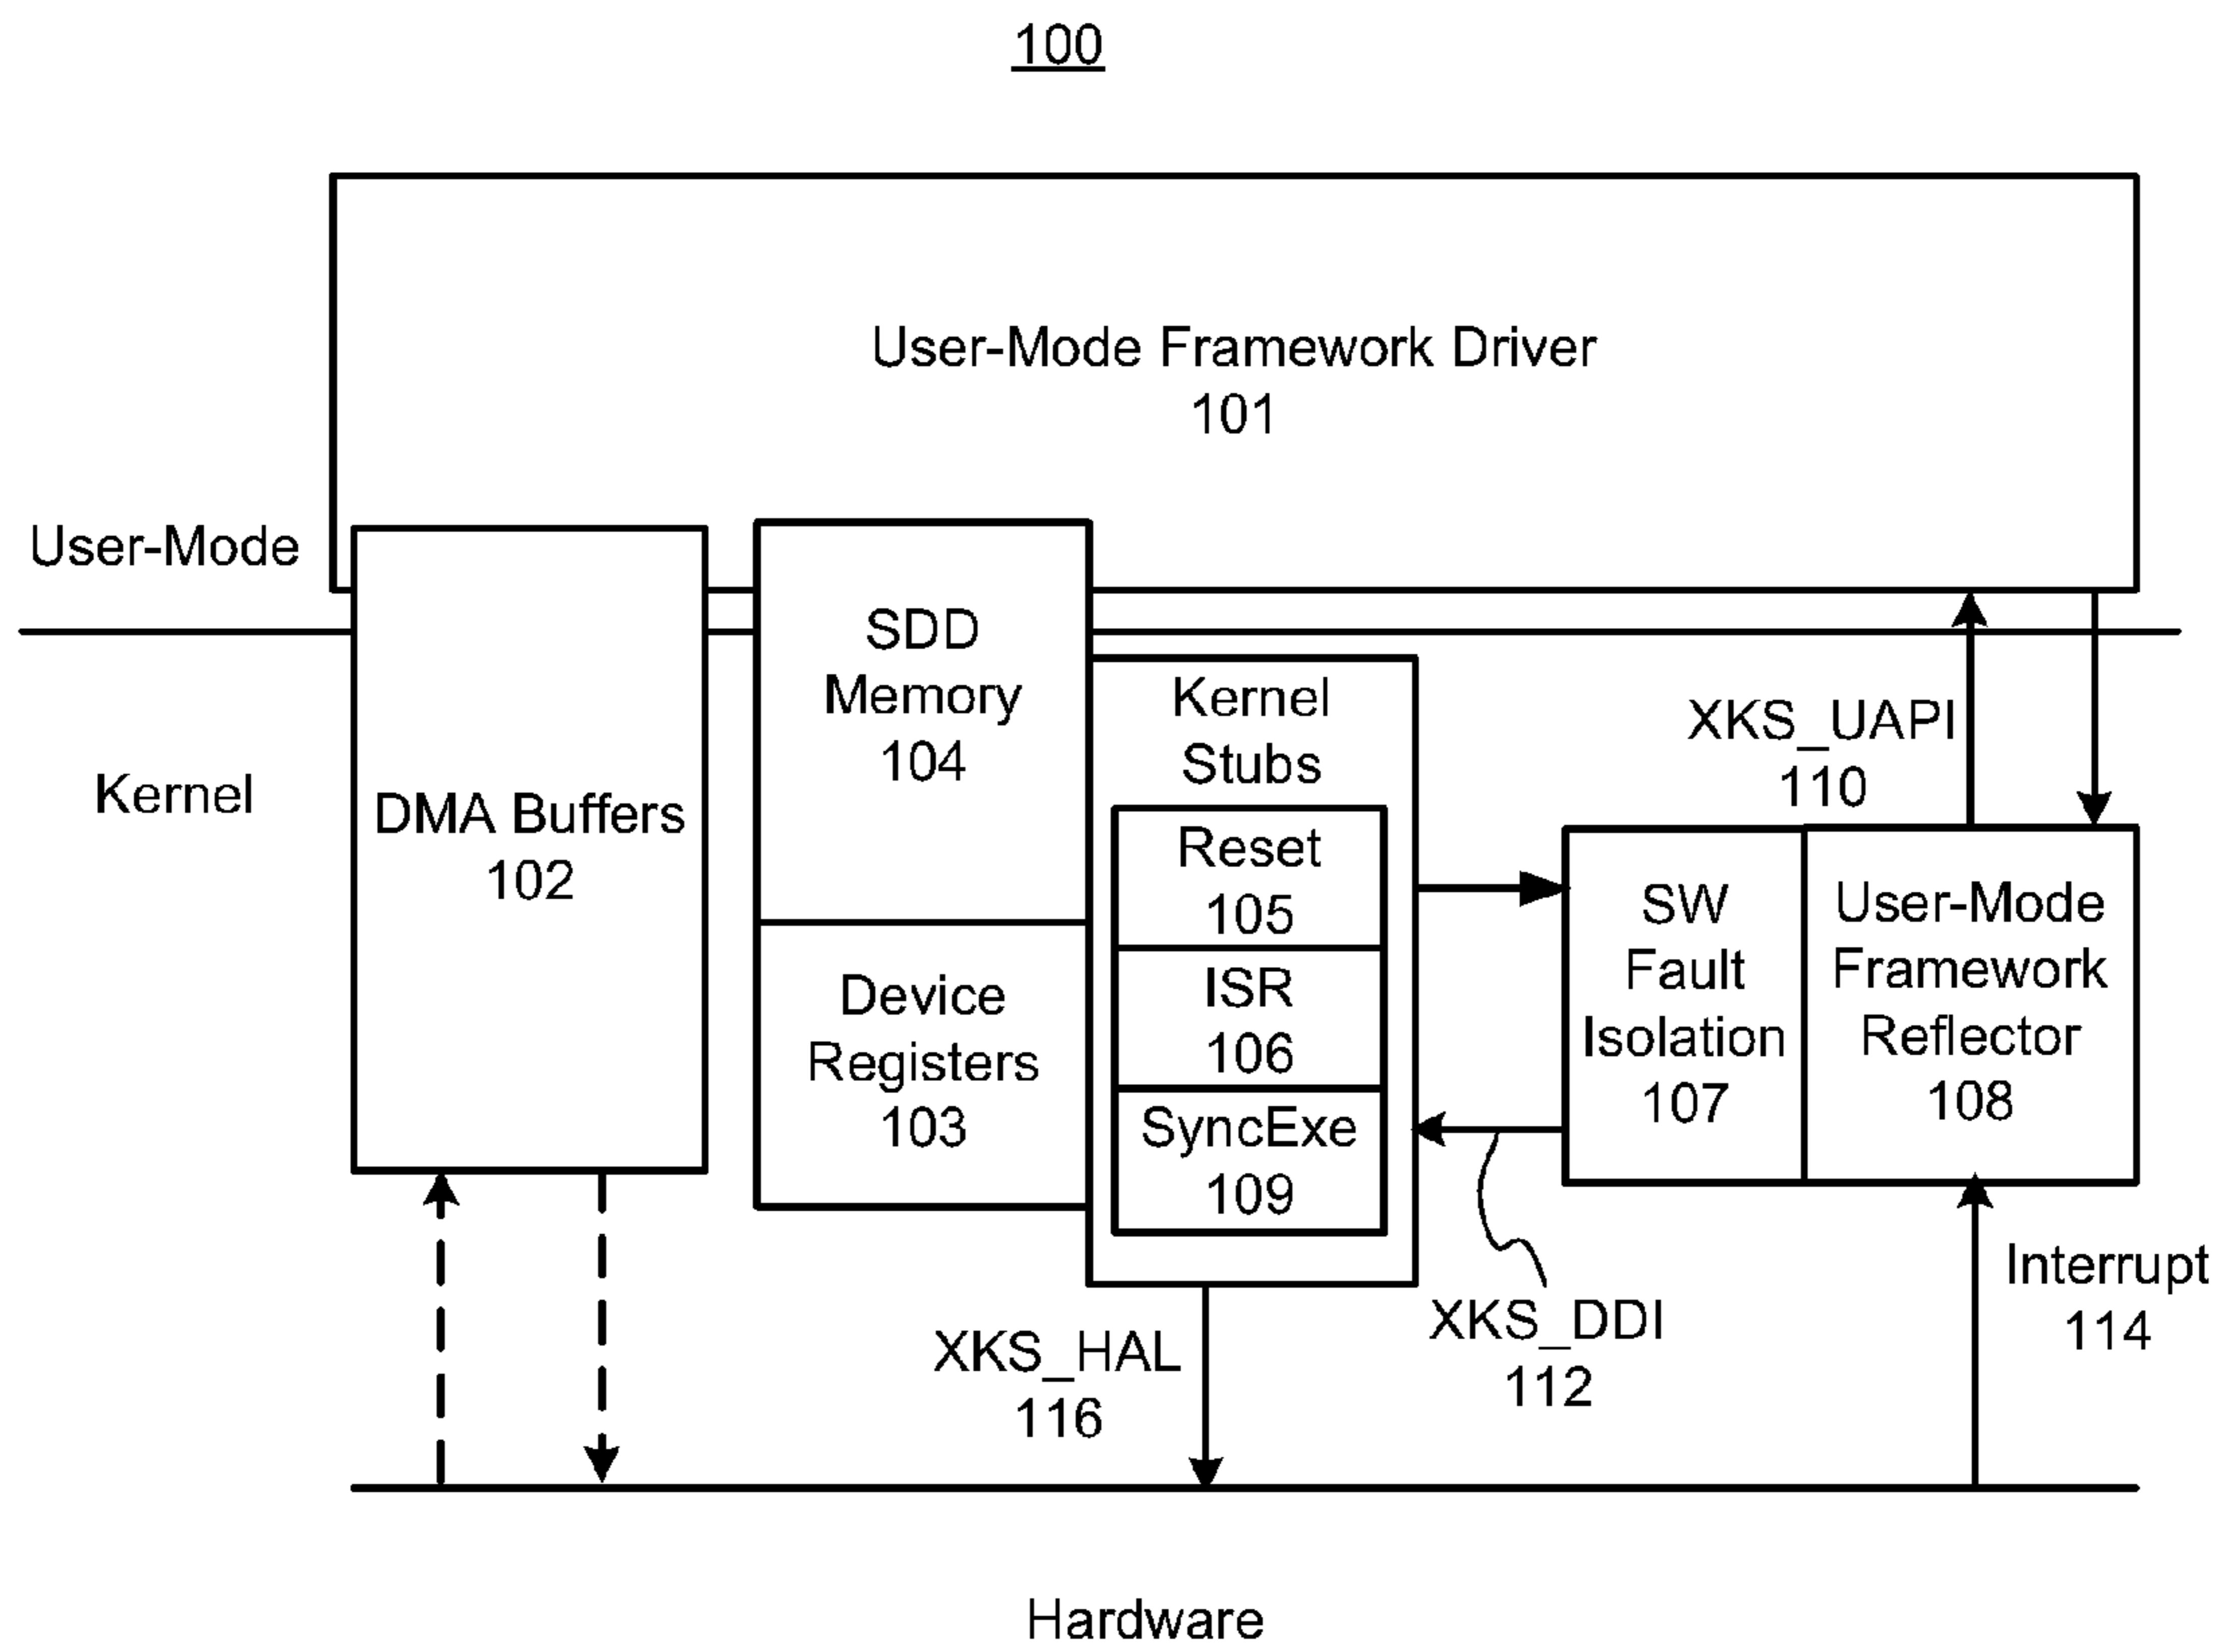 100
User-Mode Framework Driver
101
User-Mode
Kernel
DMA Buffers
102
SDD
Memory
104
Device
Registers
103
Kernel
Stubs
Reset
105
ISR
106
SyncExe
109
XKS_UAPI
110
SW
Fault
Isolation
107
User-Mode
Framework
Reflector
108
XKS_HAL
116
XKS_DDI
112
Interrupt
114
Hardware